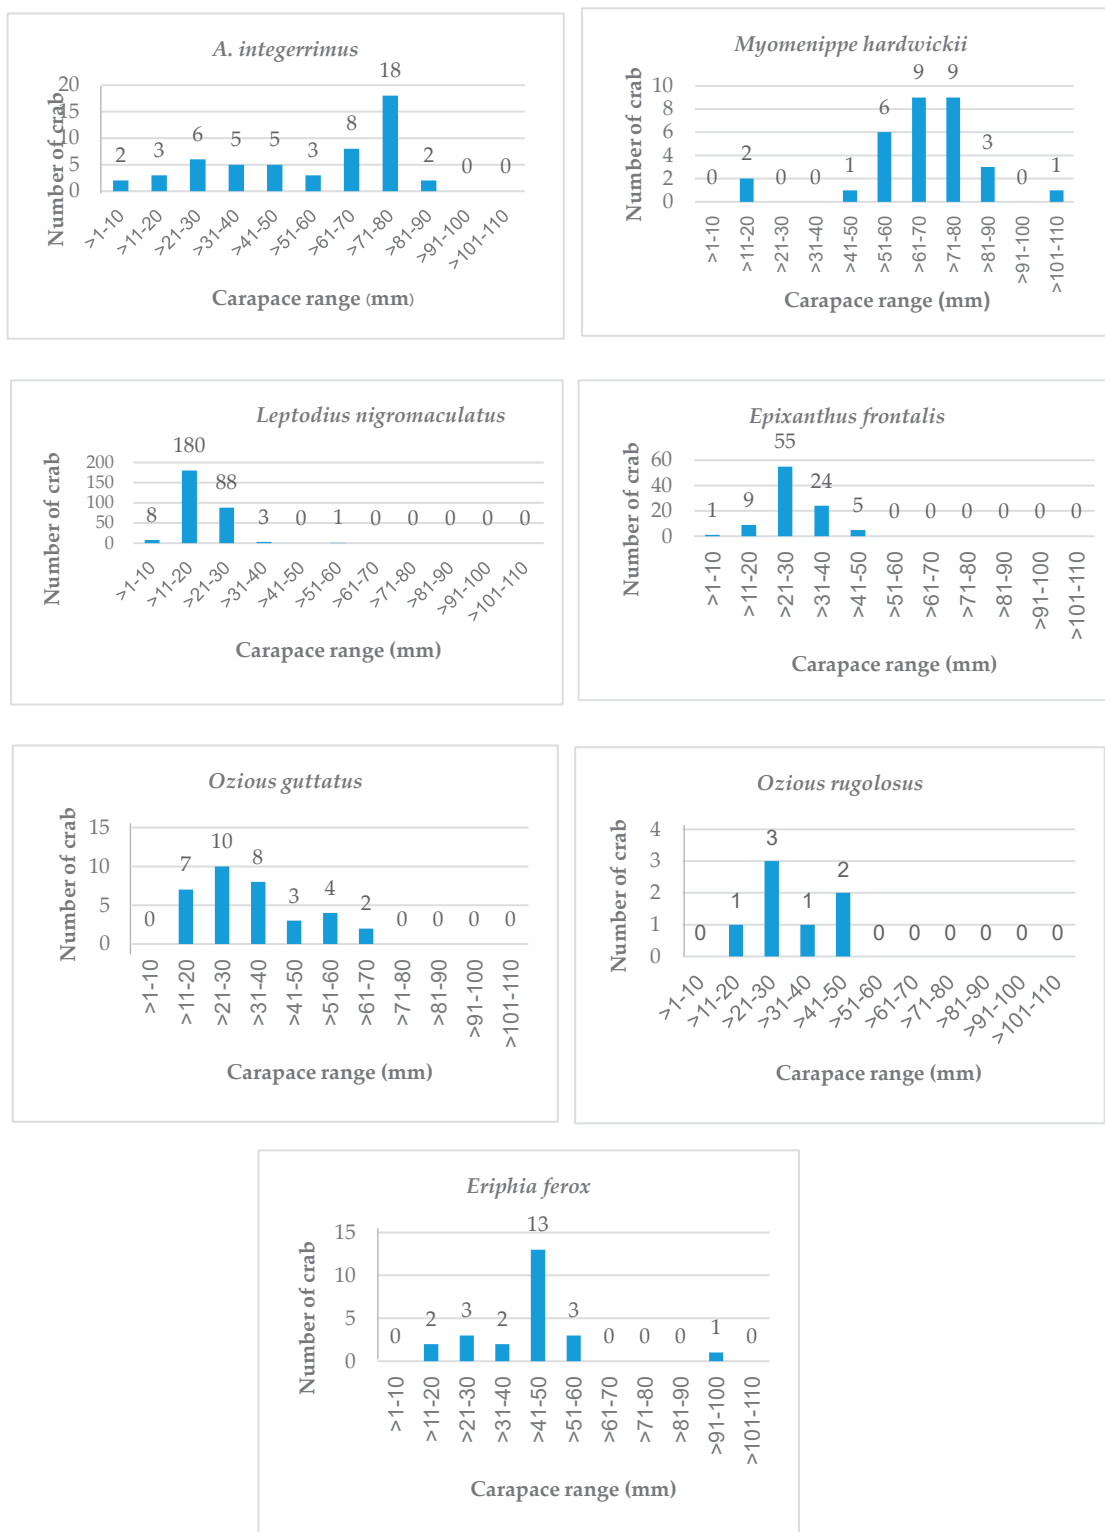 A. integerrimus
Number of crab
20
15
10
5
0
2 3 6 5 5 3 8 18 2 0 0
>1-10 >11-20 >21-30 >31-40 >41-50 >51-60 >61-70 >71-80 >81-90 >91-100 >101-110
Carapace range (mm)
Myomenippe hardwickii
Number of crab
10
8
6
4
2
0
0 2 0 0 1 6 9 9 3 0 1
>1-10 >11-20 >21-30 >31-40 >41-50 >51-60 >61-70 >71-80 >81-90 >91-100 >101-110
Carapace range (mm)
Leptodius nigromaculatus
Number of crab
200
150
100
50
0
8 180 88 3 0 1 0 0 0 0 0
>1-10 >11-20 >21-30 >31-40 >41-50 >51-60 >61-70 >71-80 >81-90 >91-100 >101-110
Carapace range (mm)
Epixanthus frontalis
Number of crab
60
40
20
0
1 9 55 24 5 0 0 0 0 0 0
>1-10 >11-20 >21-30 >31-40 >41-50 >51-60 >61-70 >71-80 >81-90 >91-100 >101-110
Carapace range (mm)
Ozious guttatus
Number of crab
15
10
5
0
0 7 10 8 3 4 2 0 0 0 0
>1-10 >11-20 >21-30 >31-40 >41-50 >51-60 >61-70 >71-80 >81-90 >91-100 >101-110
Carapace range (mm)
Ozious rugolosus
Number of crab
4
3
2
1
0
0 1 3 1 2 0 0 0 0 0 0
>1-10 >11-20 >21-30 >31-40 >41-50 >51-60 >61-70 >71-80 >81-90 >91-100 >101-110
Carapace range (mm)
Eriphia ferox
Number of crab
15
10
5
0
0 2 3 2 13 3 0 0 0 1 0
>1-10 >11-20 >21-30 >31-40 >41-50 >51-60 >61-70 >71-80 >81-90 >91-100 >101-110
Carapace range (mm)